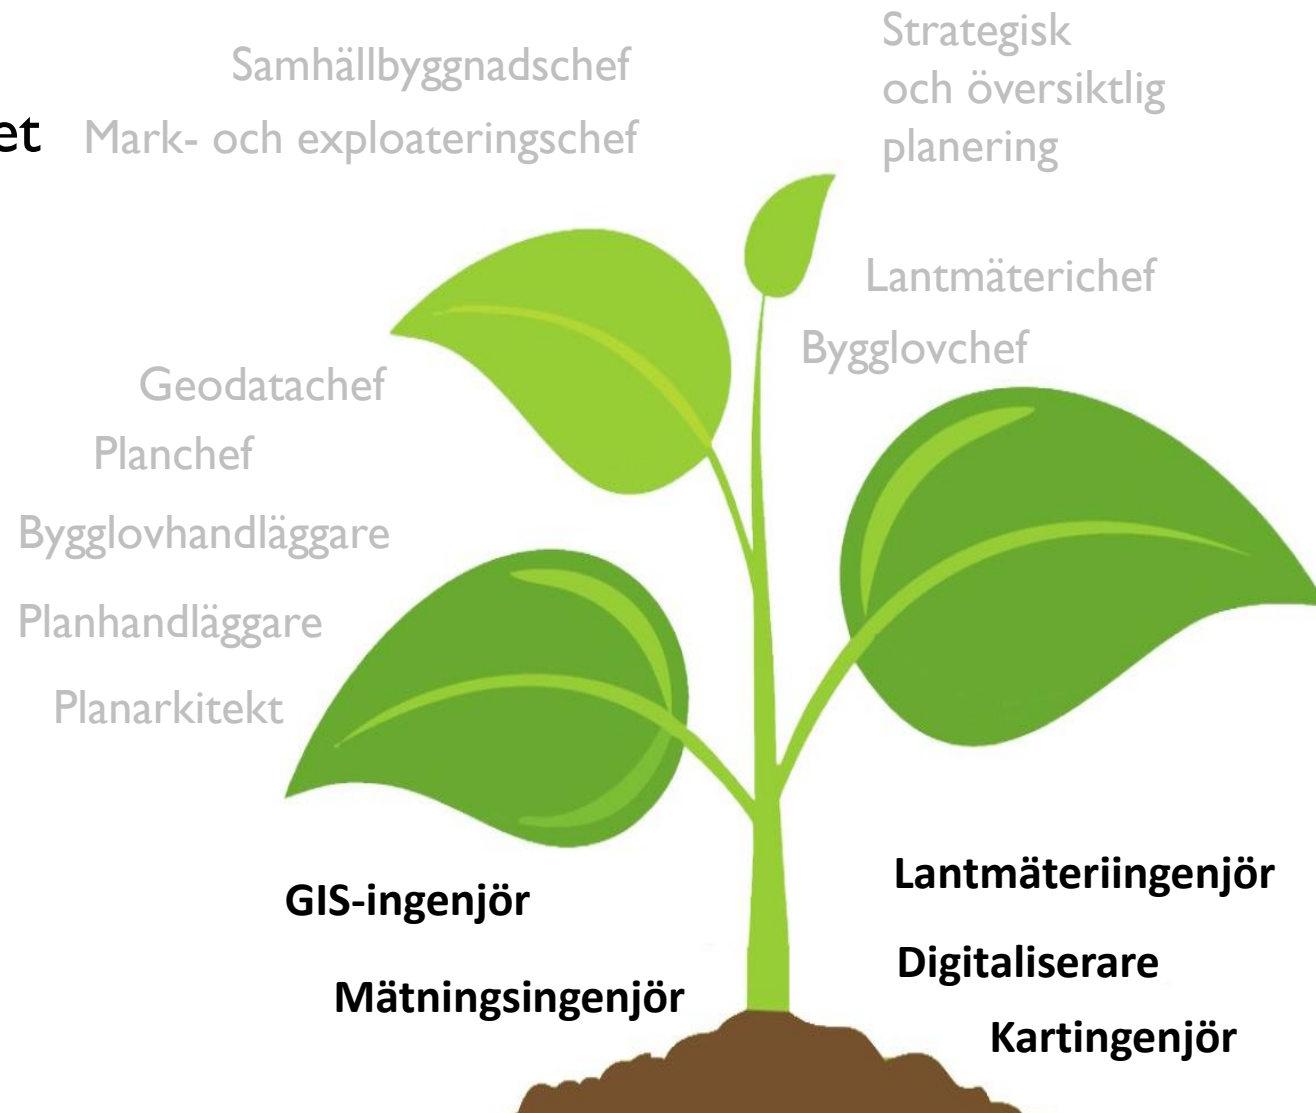 Samhällbyggnadschef
et Mark- och exploateringschef
Strategisk
och översiktlig
planering
Lantmäterichef
Bygglovchef
Geodatachef
Planchef
Bygglovhandläggare
Planhandläggare
Planarkitekt
GIS-ingenjör
Mätningsingenjör
Lantmäteriingenjör
Digitaliserare
Kartingenjör